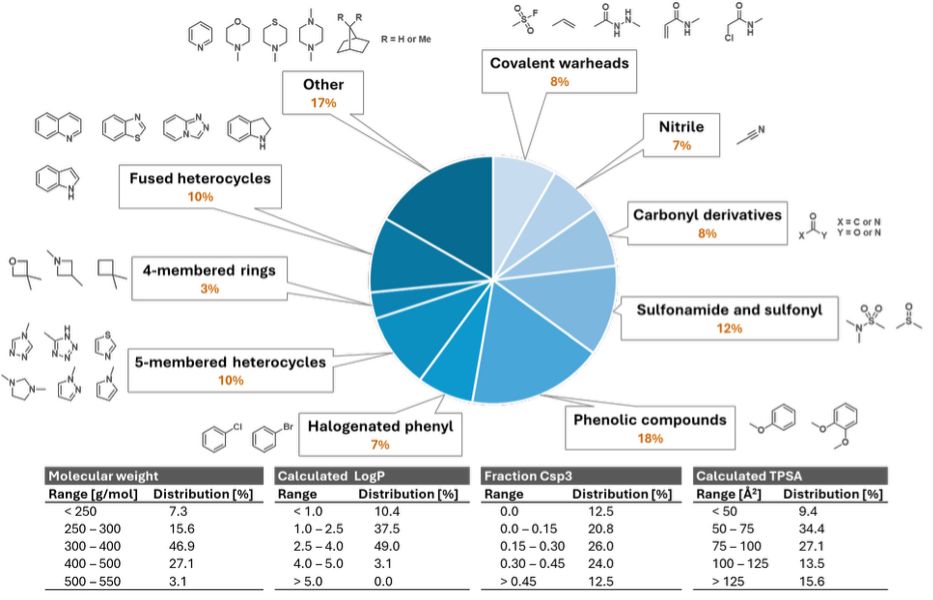 R = H or Me
Other
17%
Covalent warheads
8%
Nitrile
7%
Fused heterocycles
10%
Carbonyl derivatives
8%
X = C or N
Y = O or N
4-membered rings
3%
Sulfonamide and sulfonyl
12%
5-membered heterocycles
10%
Halogenated phenyl
7%
Phenolic compounds
18%
Molecular weight
Range [g/mol] Distribution [%]
< 250 7.3
250 – 300 15.6
300 – 400 46.9
400 – 500 27.1
500 – 550 3.1
Calculated LogP
Range Distribution [%]
< 1.0 10.4
1.0 – 2.5 37.5
2.5 – 4.0 49.0
4.0 – 5.0 3.1
> 5.0 0.0
Fraction Csp3
Range Distribution [%]
0.0 12.5
0.0 – 0.15 20.8
0.15 – 0.30 26.0
0.30 – 0.45 24.0
> 0.45 12.5
Calculated TPSA
Range [Å²] Distribution [%]
< 50 9.4
50 – 75 34.4
75 – 100 27.1
100 – 125 13.5
> 125 15.6